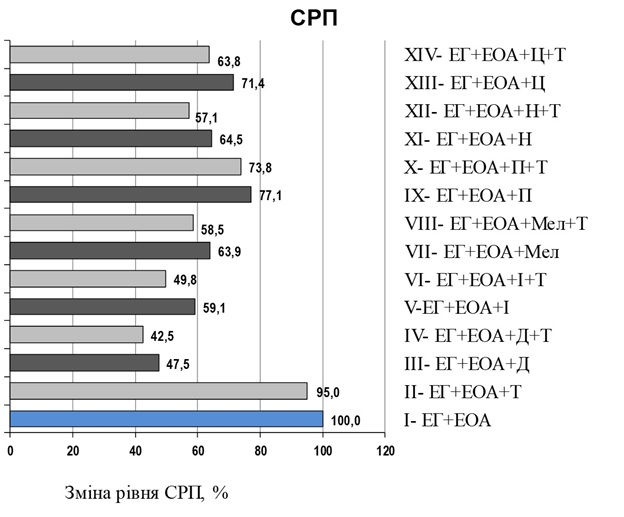 СРП
63,8
XIV- ЕГ+ЕОА+Ц+Т
71,4
XIII- ЕГ+ЕОА+Ц
57,1
XII- ЕГ+ЕОА+Н+Т
64,5
XI- ЕГ+ЕОА+Н
73,8
X- ЕГ+ЕОА+П+Т
77,1
IX- ЕГ+ЕОА+П
58,5
VIII- ЕГ+ЕОА+Мел+Т
63,9
VII- ЕГ+ЕОА+Мел
49,8
VI- ЕГ+ЕОА+І+Т
59,1
V-ЕГ+ЕОА+І
42,5
IV- ЕГ+ЕОА+Д+Т
47,5
III- ЕГ+ЕОА+Д
95,0
II- ЕГ+ЕОА+Т
100,0
I- ЕГ+ЕОА
0 20 40 60 80 100 120
Зміна рівня СРП, %